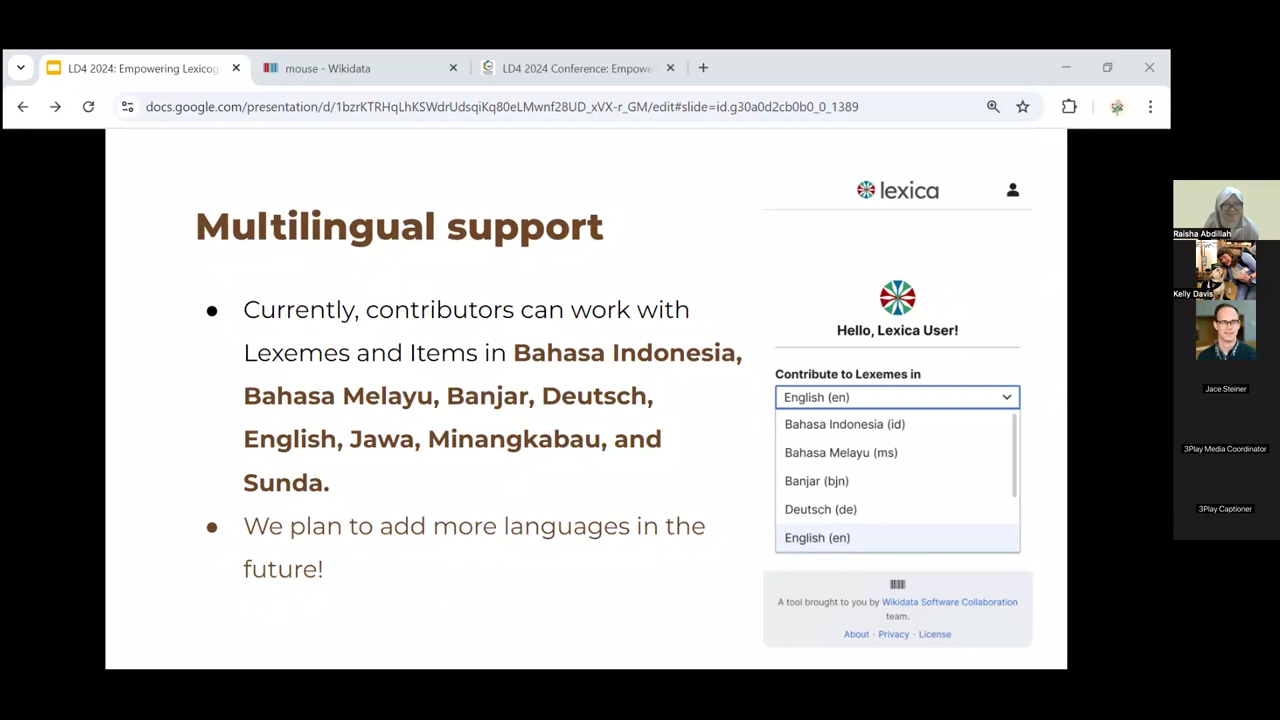 LD4 2024: Empowering Lexicog
mouse - Wikidata
LD4 2024 Conference: Empowe
docs.google.com/presentation/d/1bzrKTRHqLhKSWdrUdsqiKq80eLMwnf28UD_xVX-r_GM/edit#slide=id.g30a0d2cb0b0_0_1389
Multilingual support
● Currently, contributors can work with
Lexemes and Items in Bahasa Indonesia,
Bahasa Melayu, Banjar, Deutsch,
English, Jawa, Minangkabau, and
Sunda.
● We plan to add more languages in the
future!
lexica
Hello, Lexica User!
Contribute to Lexemes in
English (en)
Bahasa Indonesia (id)
Bahasa Melayu (ms)
Banjar (bjn)
Deutsch (de)
English (en)
A tool brought to you by Wikidata Software Collaboration
team.
About · Privacy · License
Raisha Abdillah
Kelly Davis
Jace Steiner
3Play Media Coordinator
3Play Captioner